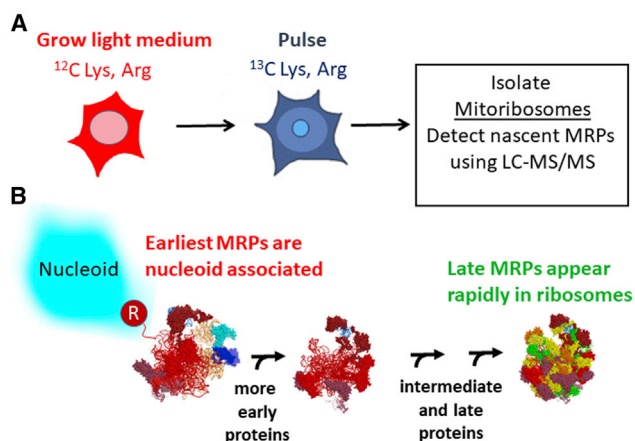 A
Grow light medium
¹²C Lys, Arg
Pulse
¹³C Lys, Arg
Isolate
Mitoribosomes
Detect nascent MRPs
using LC-MS/MS
B
Nucleoid
Earliest MRPs are
nucleoid associated
R
Late MRPs appear
rapidly in ribosomes
more
early
proteins
intermediate
and late
proteins